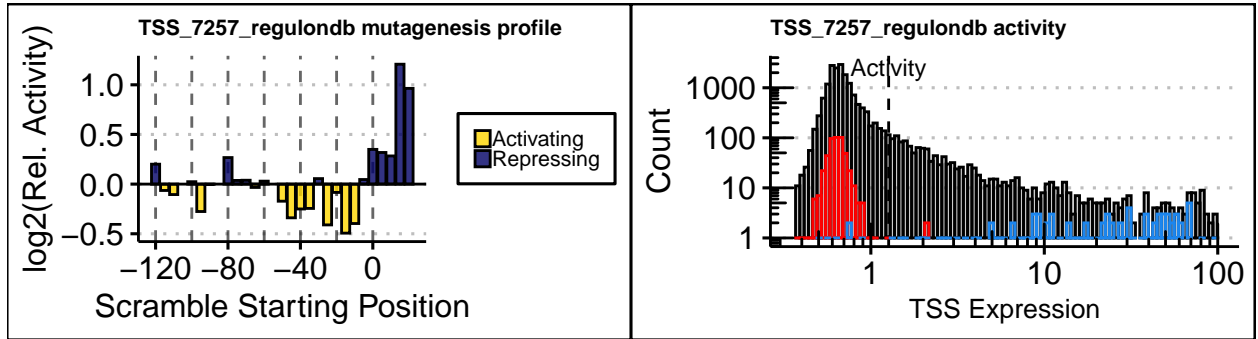 TSS_7257_regulondb mutagenesis profile
log2(Rel. Activity)
1.0
0.5
0.0
−0.5
−120
−80
−40
0
Scramble Starting Position
Activating
Repressing
TSS_7257_regulondb activity
Activity
Count
1000
100
10
1
1
10
100
TSS Expression